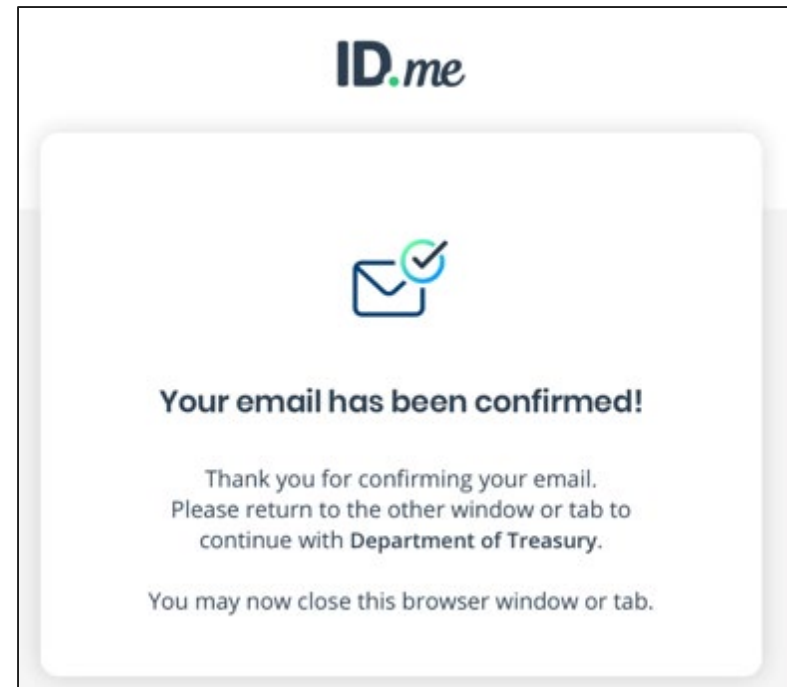 ID.me
Your email has been confirmed!
Thank you for confirming your email.
Please return to the other window or tab to
continue with Department of Treasury.
You may now close this browser window or tab.